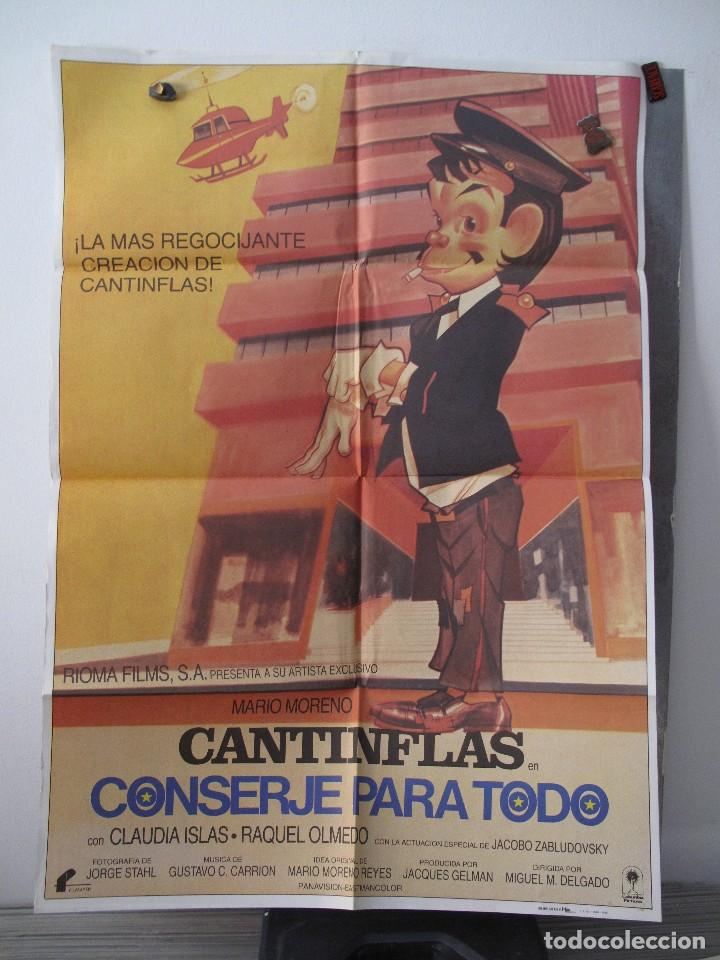 ¡LA MAS REGOCIJANTE
CREACION DE
CANTINFLAS!
RIOMA FILMS, S.A. PRESENTA A SU ARTISTA EXCLUSIVO
MARIO MORENO
CANTINFLAS en
CONSERJE PARA TODO
con CLAUDIA ISLAS • RAQUEL OLMEDO CON LA ACTUACION ESPECIAL DE JACOBO ZABLUDOVSKY
FOTOGRAFIA DE
JORGE STAHL
MUSICA DE
GUSTAVO C. CARRION
IDEA ORIGINAL DE
MARIO MORENO REYES
PRODUCIDA POR
JACQUES GELMAN
DIRIGIDA POR
MIGUEL M. DELGADO
PANAVISION-EASTMANCOLOR
Columbia
Pictures
todocoleccion